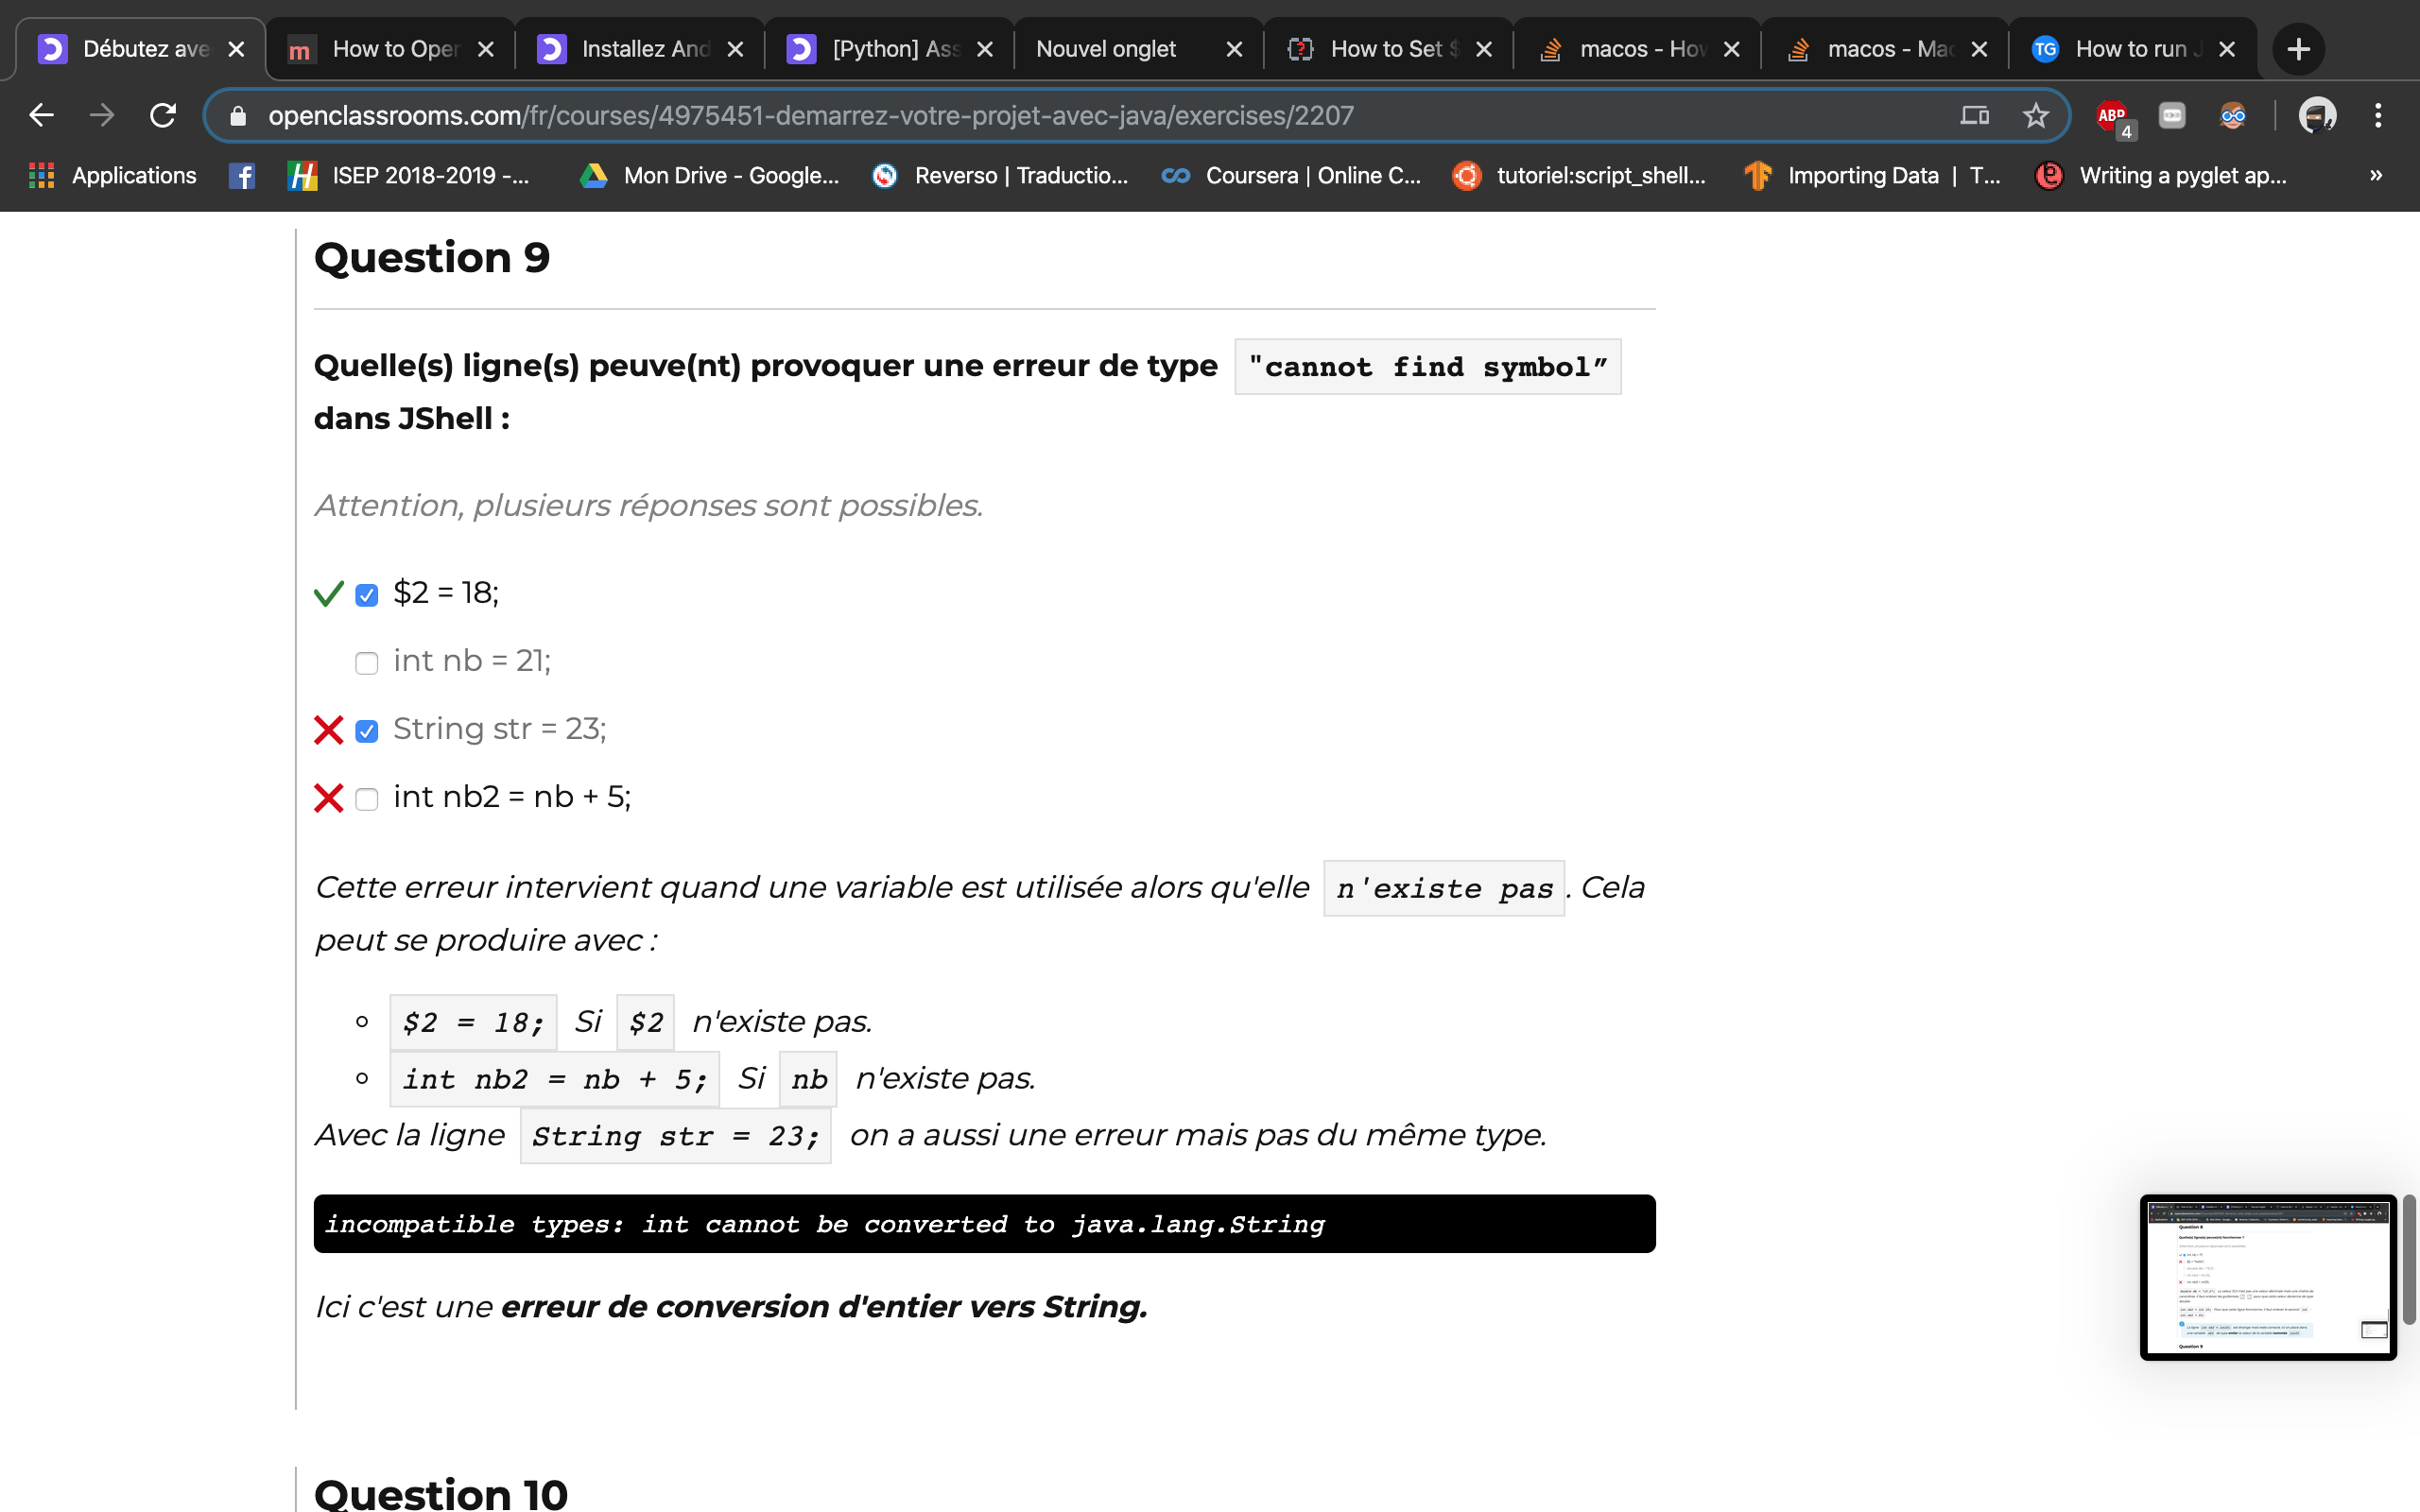 Débutez ave
How to Oper
Installez And
[Python] Ass
Nouvel onglet
How to Set $
macos - How
macos - Mac
TG How to run J
openclassrooms.com/fr/courses/4975451-demarrez-votre-projet-avec-java/exercises/2207
ABP 4
Applications
ISEP 2018-2019 -...
Mon Drive - Google...
Reverso | Traductio...
Coursera | Online C...
tutoriel:script_shell...
Importing Data | T...
Writing a pyglet ap...
»
Question 9
Quelle(s) ligne(s) peuve(nt) provoquer une erreur de type "cannot find symbol”
dans JShell :
Attention, plusieurs réponses sont possibles.
$2 = 18;
int nb = 21;
String str = 23;
int nb2 = nb + 5;
Cette erreur intervient quand une variable est utilisée alors qu'elle n'existe pas. Cela
peut se produire avec :
$2 = 18; Si $2 n'existe pas.
int nb2 = nb + 5; Si nb n'existe pas.
Avec la ligne String str = 23; on a aussi une erreur mais pas du même type.
incompatible types: int cannot be converted to java.lang.String
Ici c'est une erreur de conversion d'entier vers String.
Question 10